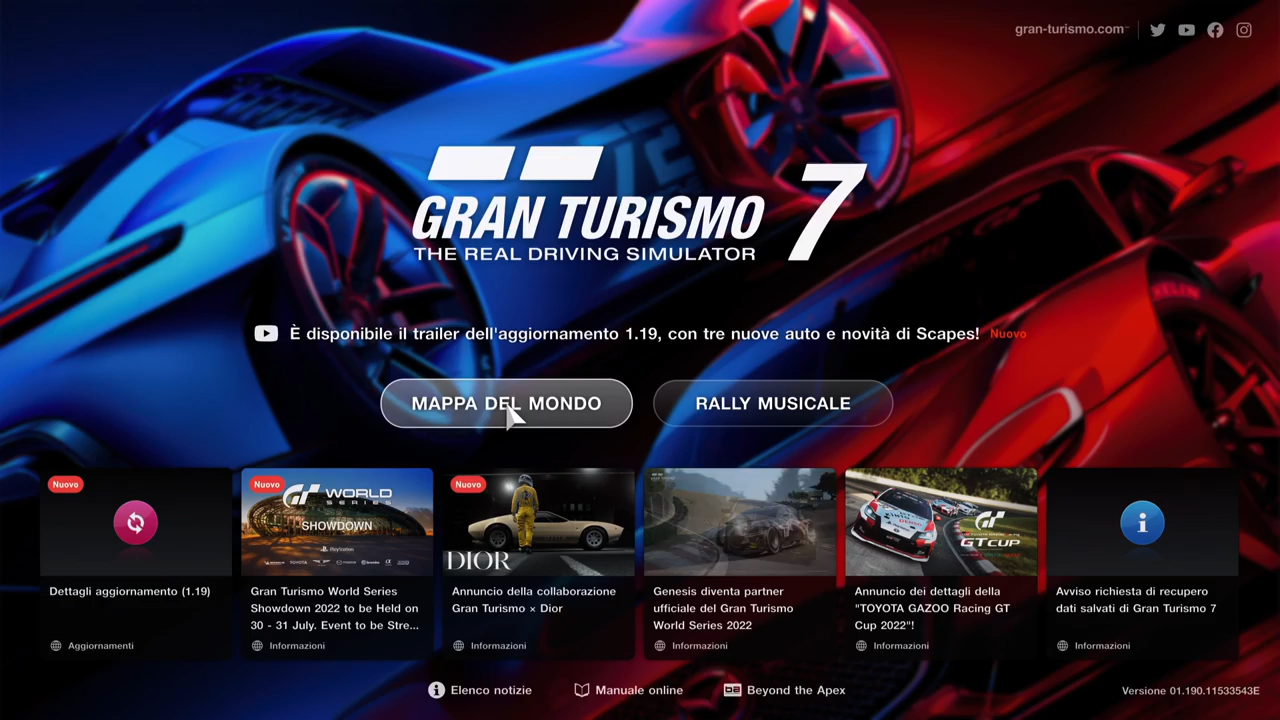 gran-turismo.com
GRAN TURISMO 7
THE REAL DRIVING SIMULATOR
È disponibile il trailer dell'aggiornamento 1.19, con tre nuove auto e novità di Scapes! Nuovo
MAPPA DEL MONDO
RALLY MUSICALE
Nuovo
Dettagli aggiornamento (1.19)
Aggiornamenti
Nuovo
GT WORLD
SERIES
SHOWDOWN
PlayStation
Gran Turismo World Series
Showdown 2022 to be Held on
30 - 31 July. Event to be Stre...
Informazioni
Nuovo
DIOR
Annuncio della collaborazione
Gran Turismo × Dior
Informazioni
Genesis diventa partner
ufficiale del Gran Turismo
World Series 2022
Informazioni
GT CUP
Annuncio dei dettagli della
"TOYOTA GAZOO Racing GT
Cup 2022"!
Informazioni
Avviso richiesta di recupero
dati salvati di Gran Turismo 7
Informazioni
Elenco notizie
Manuale online
Beyond the Apex
Versione 01.190.11533543E